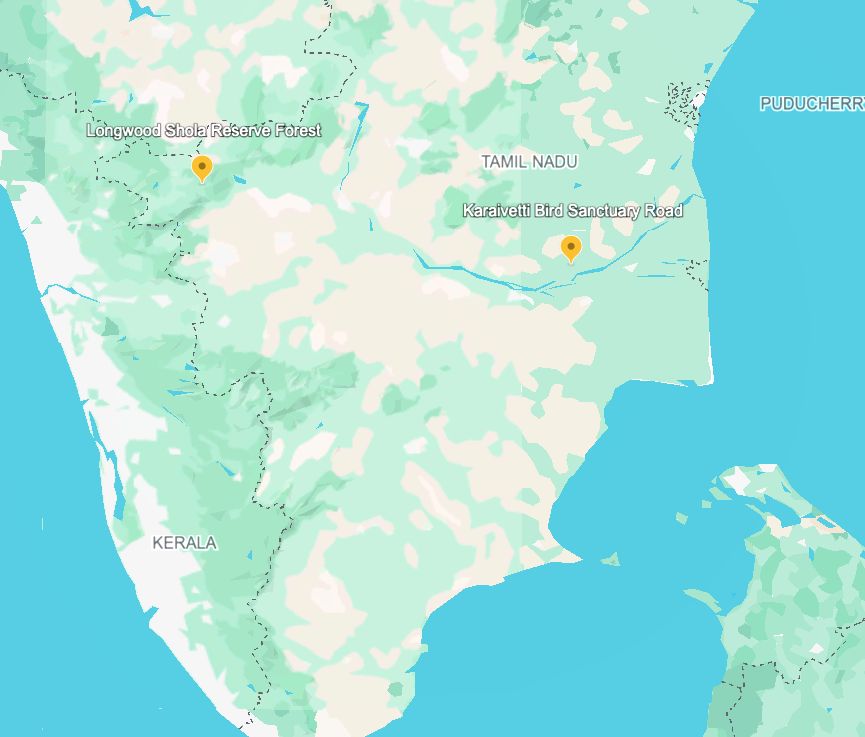 PUDUCHERR
Longwood Shola Reserve Forest
TAMIL NADU
Karaivetti Bird Sanctuary Road
KERALA